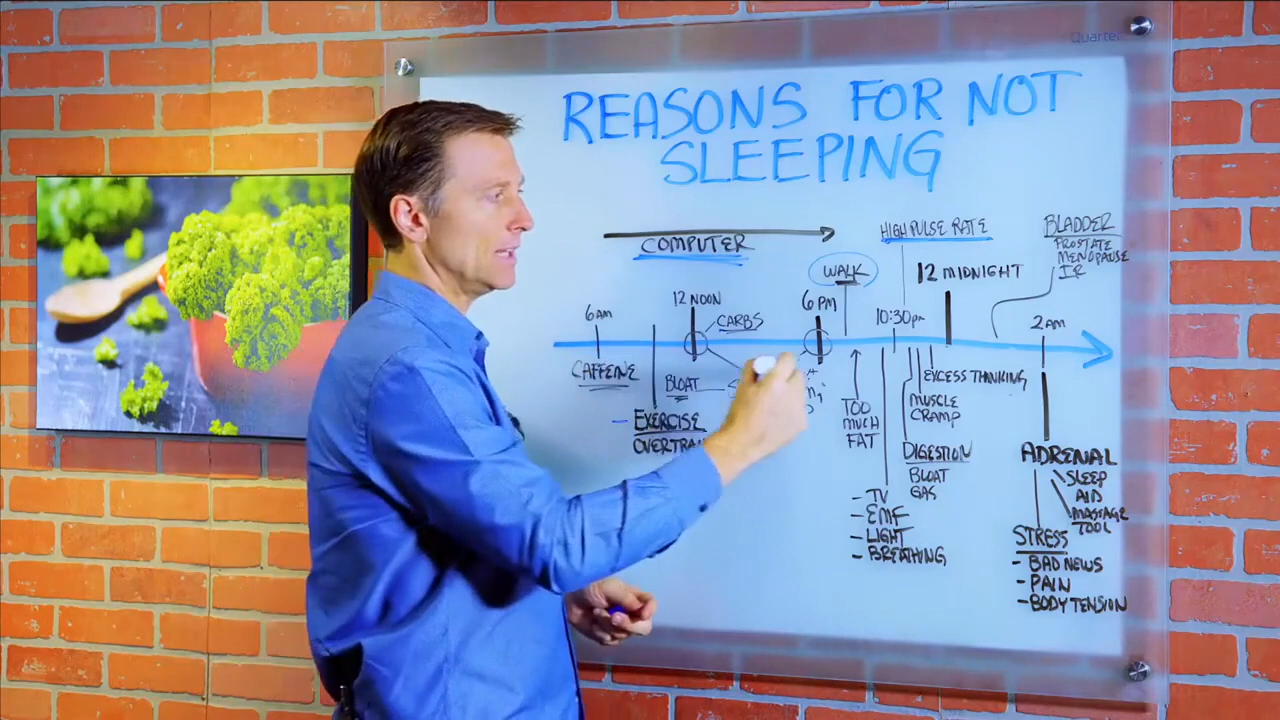 Quartet
REASONS FOR NOT
SLEEPING
COMPUTER
HIGH PULSE RATE
BLADDER
PROSTATE
MENOPAUSE
IR
WALK
12 MIDNIGHT
6am
12 NOON
CARBS
6 PM
10:30pm
2am
CAFFEINE
BLOAT
EXERCISE
TOO
MUCH
FAT
EXCESS THINKING
MUSCLE
CRAMP
DIGESTION
BLOAT
GAS
- TV
- EMF
- LIGHT
- BREATHING
ADRENAL
SLEEP
AID
MASSAGE
TOOL
STRESS
- BAD NEWS
- PAIN
- BODY TENSION